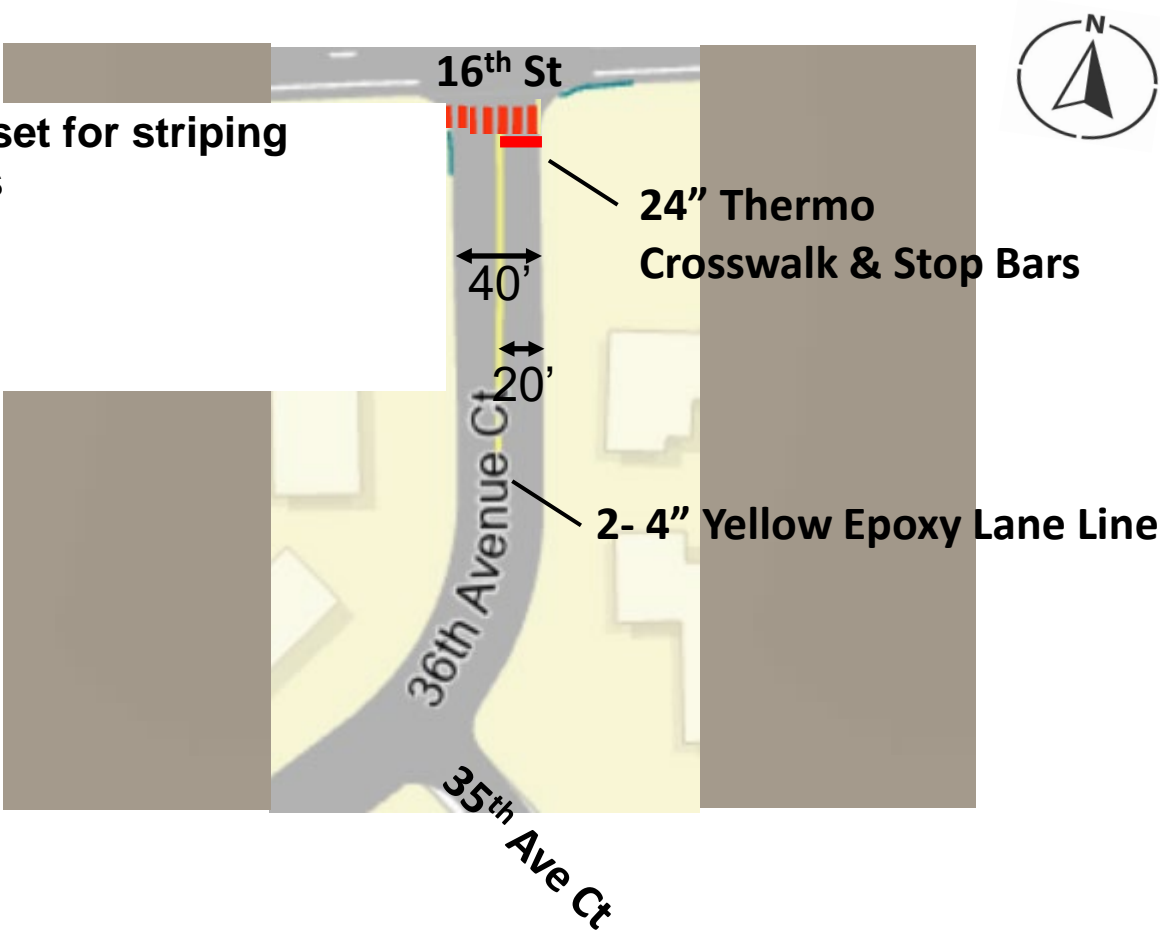 N
16th St
set for striping
s
24” Thermo
Crosswalk & Stop Bars
40’
20’
36th Avenue Ct
2- 4” Yellow Epoxy Lane Line
35th Ave Ct